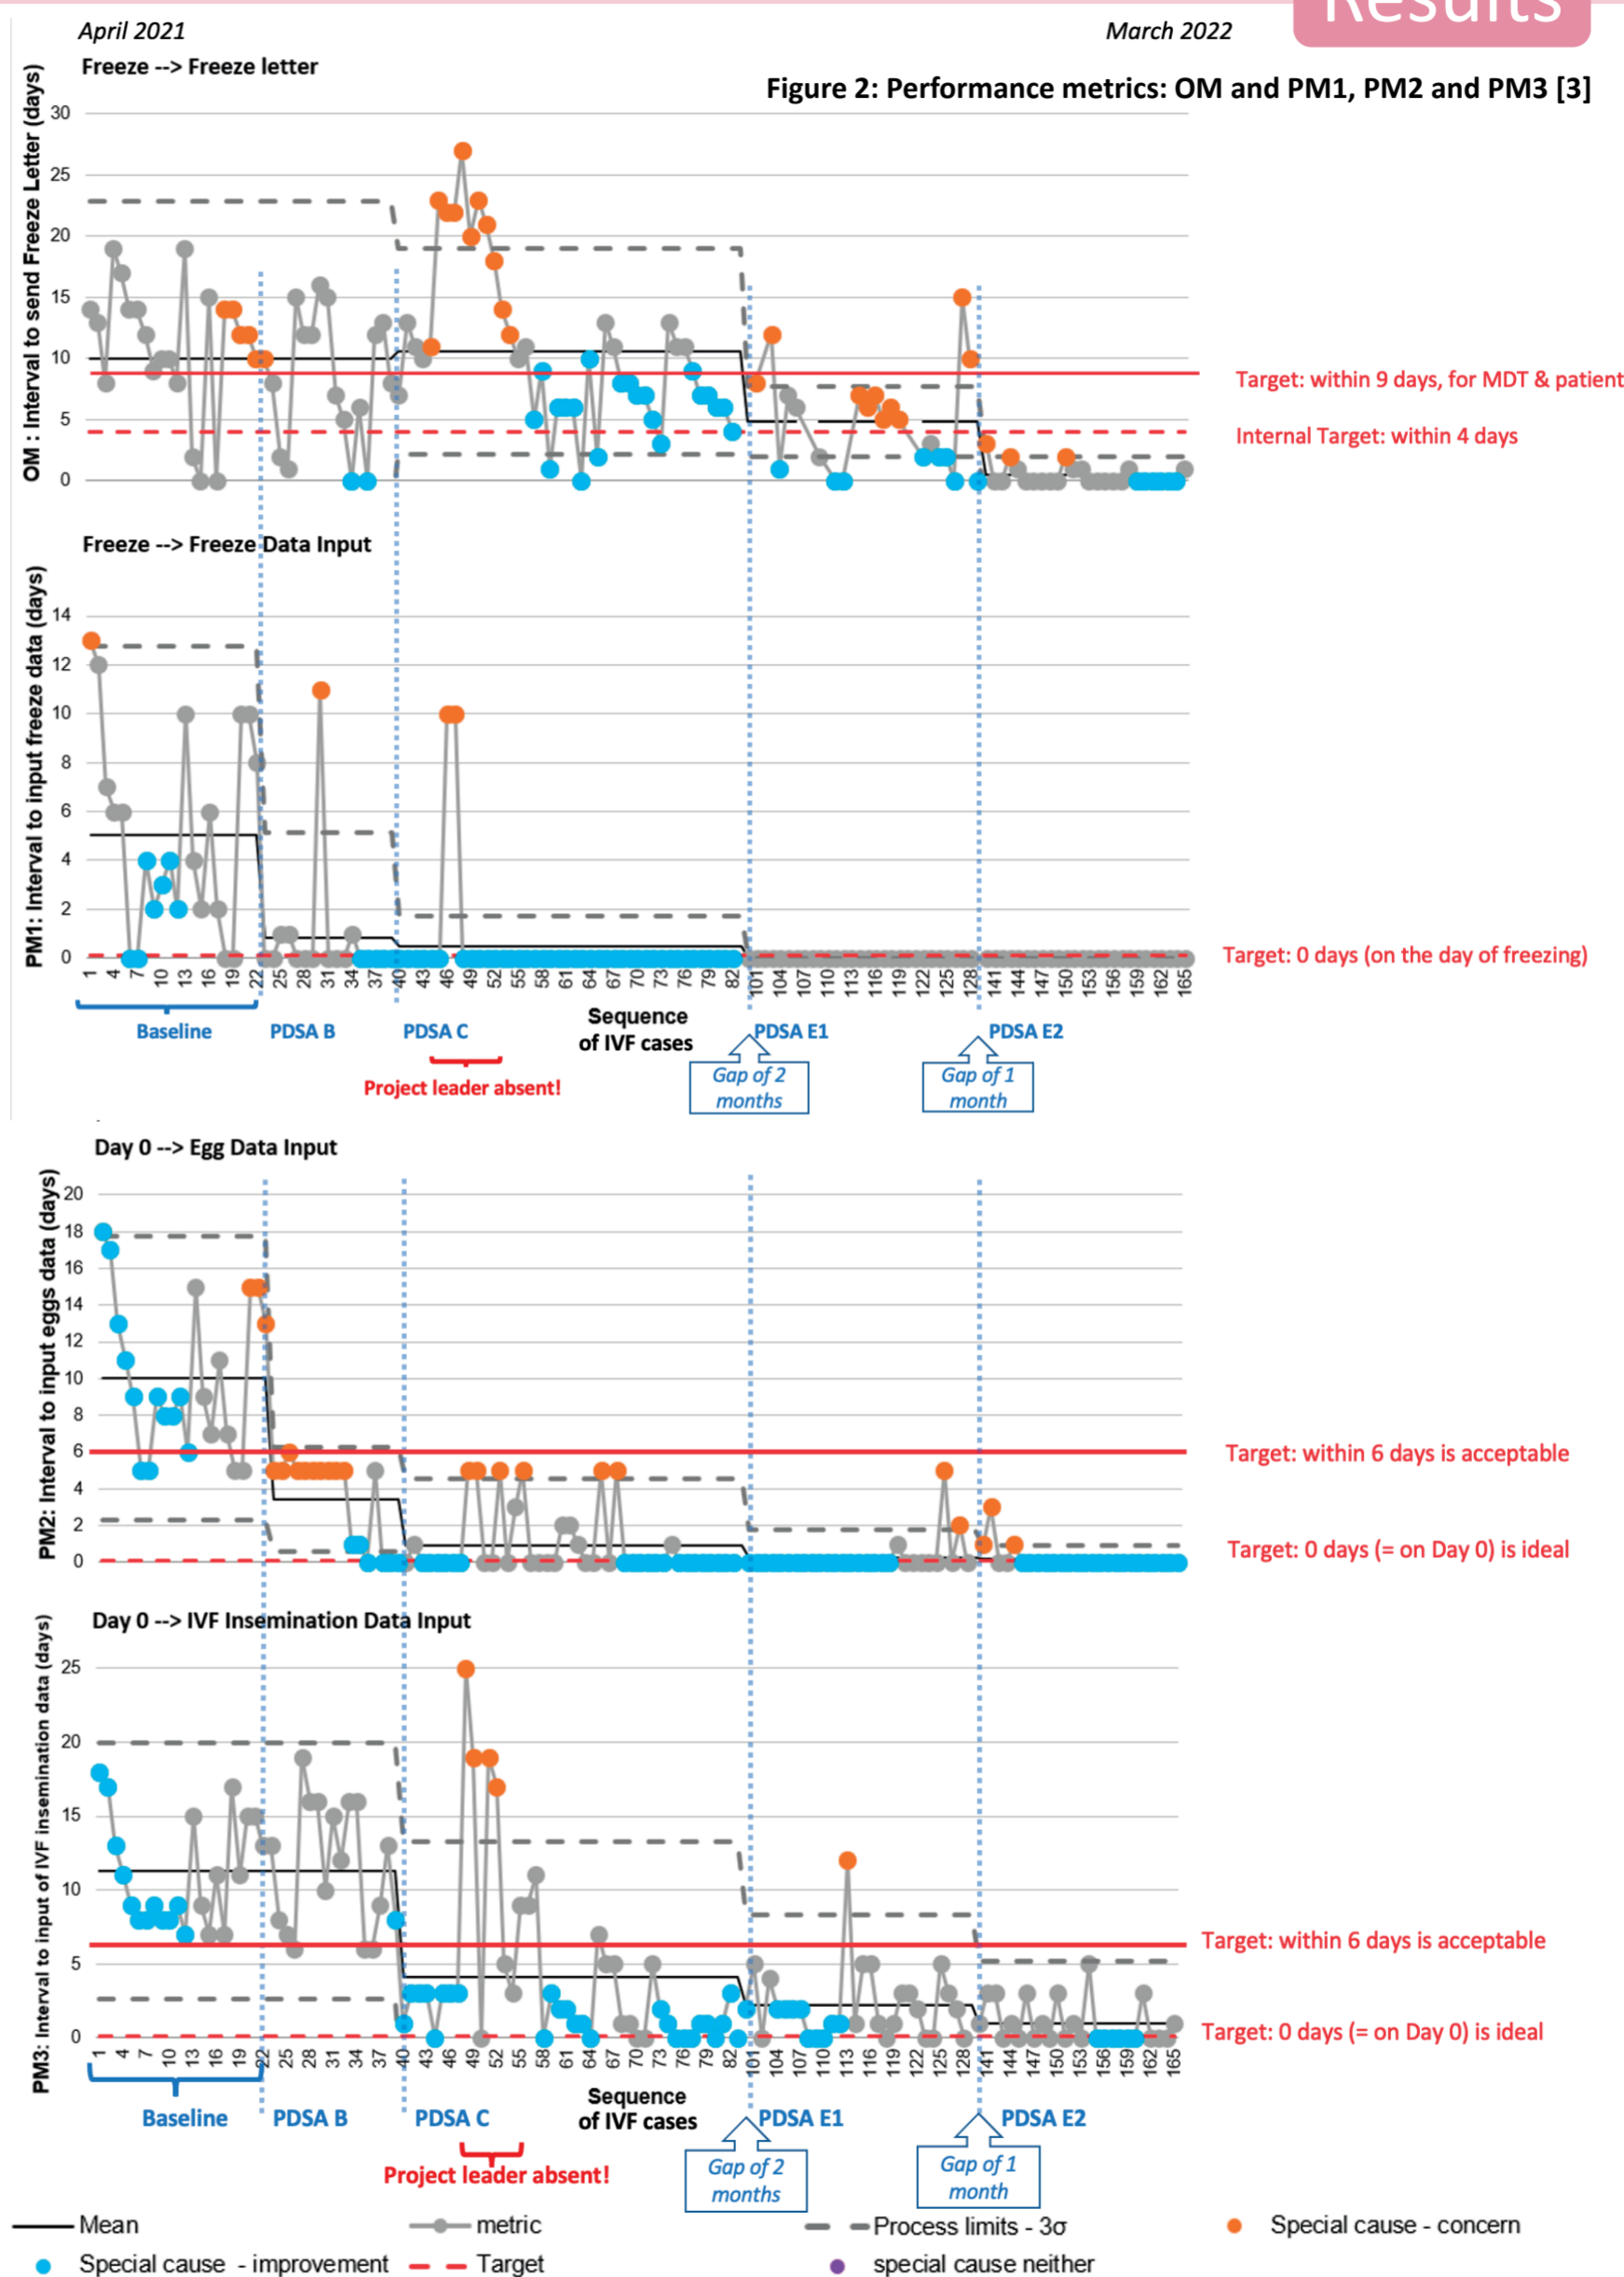 Results
April 2021
March 2022
Freeze --> Freeze letter
Figure 2: Performance metrics: OM and PM1, PM2 and PM3 [3]
OM : Interval to send Freeze Letter (days)
30
25
20
15
10
5
0
Target: within 9 days, for MDT & patient
Internal Target: within 4 days
Freeze --> Freeze Data Input
PM1: Interval to input freeze data (days)
14
12
10
8
6
4
2
0
Target: 0 days (on the day of freezing)
1 4 7 10 13 16 19 22 25 28 31 34 37 40 43 46 49 52 55 58 61 64 67 70 73 76 79 82 101 104 107 110 113 116 119 122 125 128 141 144 147 150 153 156 159 162 165
Baseline
PDSA B
PDSA C
Sequence
of IVF cases
PDSA E1
PDSA E2
Project leader absent!
Gap of 2
months
Gap of 1
month
Day 0 --> Egg Data Input
PM2: Interval to input eggs data (days)
20
18
16
14
12
10
8
6
4
2
0
Target: within 6 days is acceptable
Target: 0 days (= on Day 0) is ideal
Day 0 --> IVF Insemination Data Input
PM3: Interval to input of IVF insemination data (days)
25
20
15
10
5
0
Target: within 6 days is acceptable
Target: 0 days (= on Day 0) is ideal
1 4 7 10 13 16 19 22 25 28 31 34 37 40 43 46 49 52 55 58 61 64 67 70 73 76 79 82 101 104 107 110 113 116 119 122 125 128 141 144 147 150 153 156 159 162 165
Baseline
PDSA B
PDSA C
Sequence
of IVF cases
PDSA E1
PDSA E2
Project leader absent!
Gap of 2
months
Gap of 1
month
Mean
metric
Process limits - 3σ
Special cause - concern
Special cause - improvement
Target
special cause neither